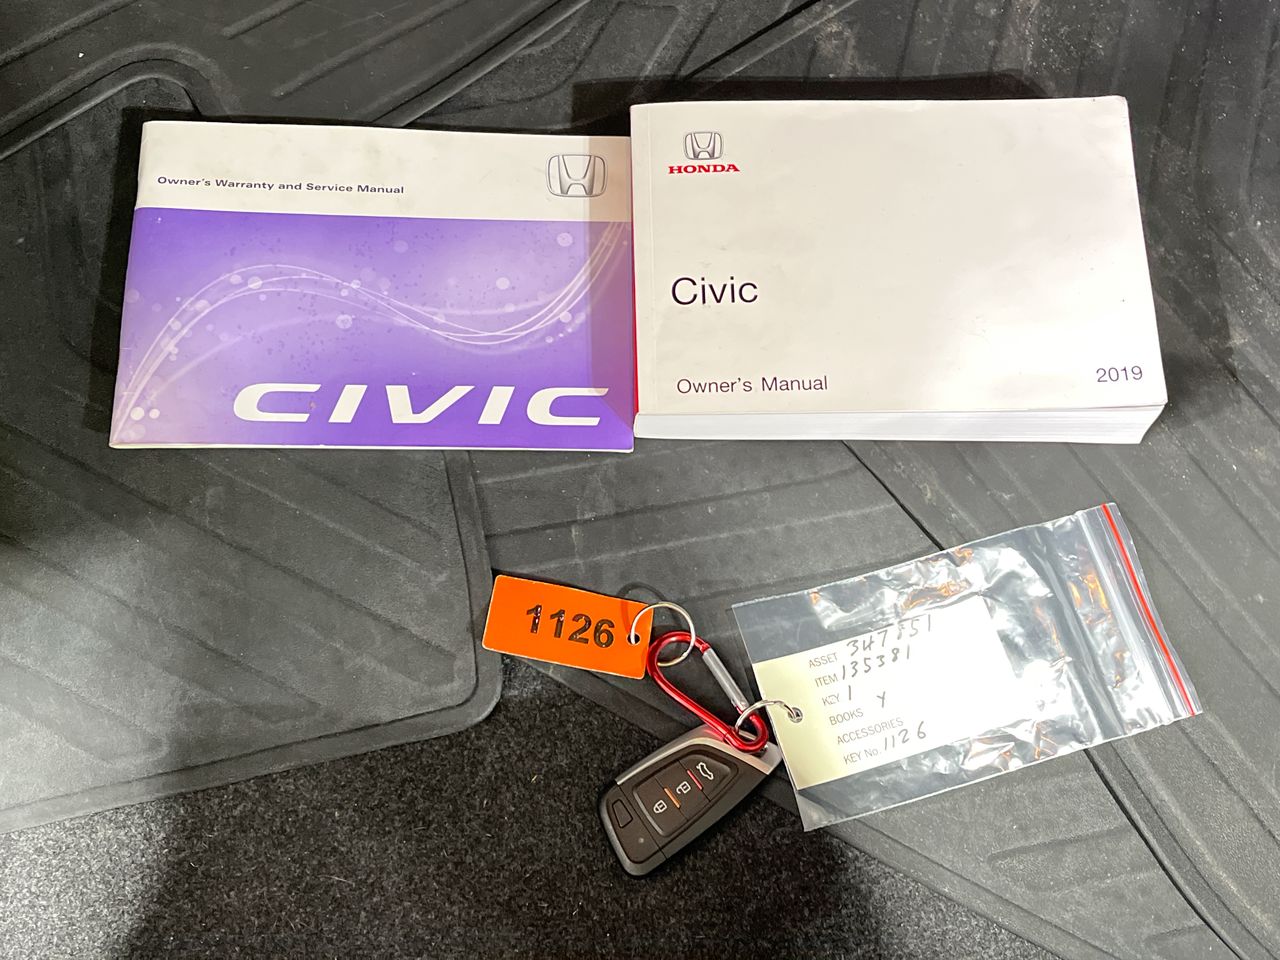 Owner's Warranty and Service Manual
CIVIC
HONDA
Civic
Owner's Manual
2019
1126
ASSET 347851
ITEM 135381
KEY 1
BOOKS Y
ACCESSORIES
KEY No. 1126